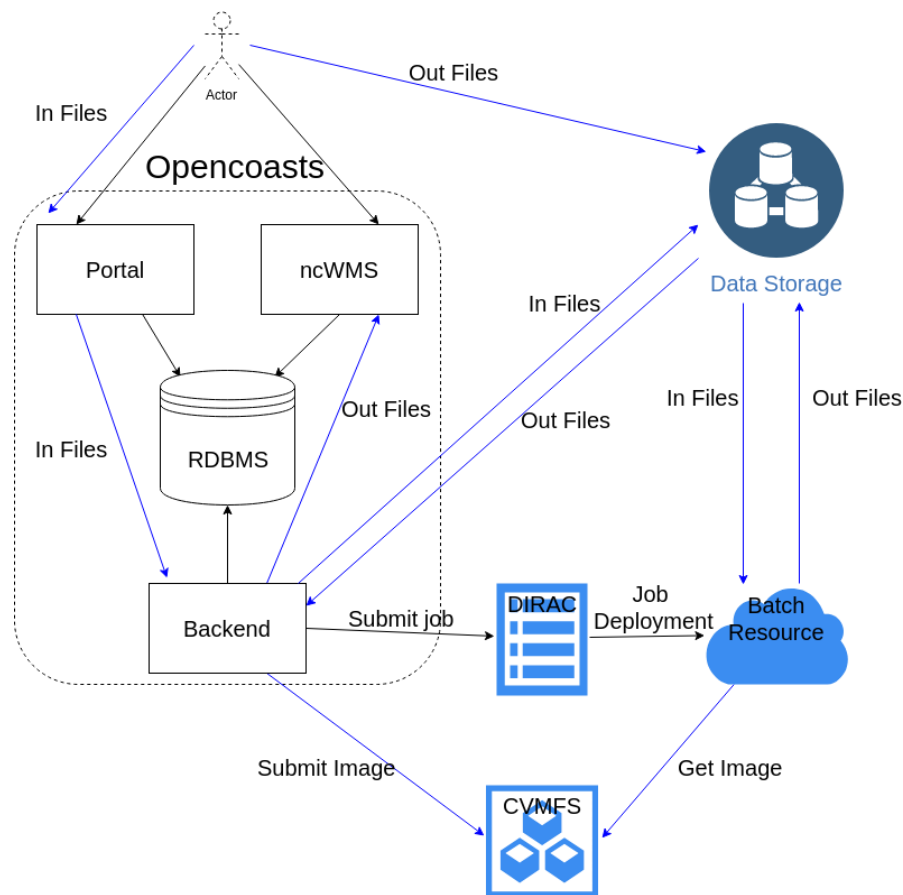 Actor
Out Files
In Files
Opencoasts
Portal
ncWMS
Data Storage
In Files
In Files
Out Files
Out Files
Out Files
In Files
RDBMS
Backend
Submit job
DIRAC
Job
Deployment
Batch
Resource
Submit Image
Get Image
CVMFS